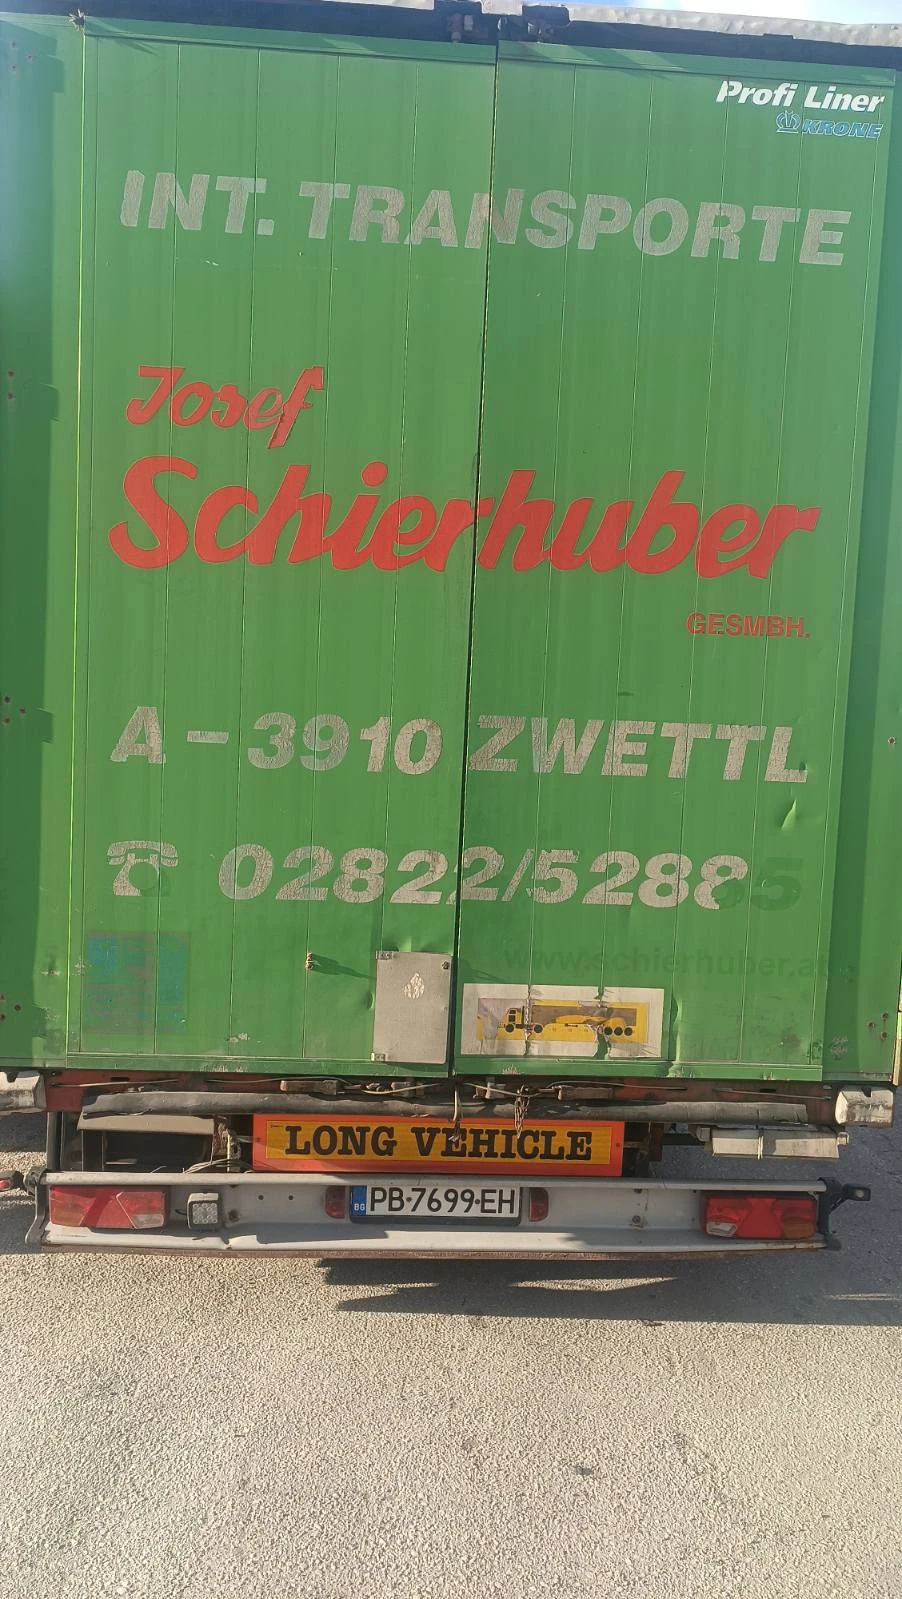 Profi Liner
KRONE
INT. TRANSPORTE
Josef
Schierhuber
GESMBH.
A - 3910 ZWETTL
☎ 02822/52885
www.schierhuber.at
LONG VEHICLE
BG PB 7699 EH